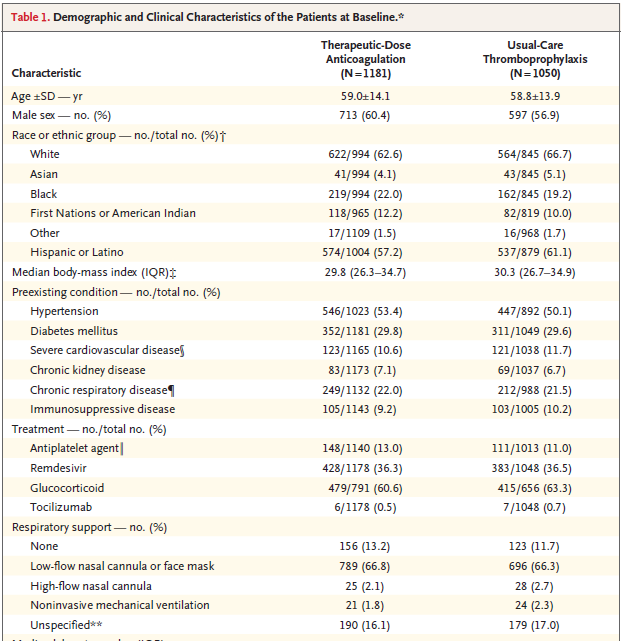 Table 1. Demographic and Clinical Characteristics of the Patients at Baseline.*
Characteristic Therapeutic-Dose Anticoagulation (N=1181) Usual-Care Thromboprophylaxis (N=1050)
Age ±SD — yr 59.0±14.1 58.8±13.9
Male sex — no. (%) 713 (60.4) 597 (56.9)
Race or ethnic group — no./total no. (%)†
White 622/994 (62.6) 564/845 (66.7)
Asian 41/994 (4.1) 43/845 (5.1)
Black 219/994 (22.0) 162/845 (19.2)
First Nations or American Indian 118/965 (12.2) 82/819 (10.0)
Other 17/1109 (1.5) 16/968 (1.7)
Hispanic or Latino 574/1004 (57.2) 537/879 (61.1)
Median body-mass index (IQR)‡ 29.8 (26.3–34.7) 30.3 (26.7–34.9)
Preexisting condition — no./total no. (%)
Hypertension 546/1023 (53.4) 447/892 (50.1)
Diabetes mellitus 352/1181 (29.8) 311/1049 (29.6)
Severe cardiovascular disease§ 123/1165 (10.6) 121/1038 (11.7)
Chronic kidney disease 83/1173 (7.1) 69/1037 (6.7)
Chronic respiratory disease¶ 249/1132 (22.0) 212/988 (21.5)
Immunosuppressive disease 105/1143 (9.2) 103/1005 (10.2)
Treatment — no./total no. (%)
Antiplatelet agent‖ 148/1140 (13.0) 111/1013 (11.0)
Remdesivir 428/1178 (36.3) 383/1048 (36.5)
Glucocorticoid 479/791 (60.6) 415/656 (63.3)
Tocilizumab 6/1178 (0.5) 7/1048 (0.7)
Respiratory support — no. (%)
None 156 (13.2) 123 (11.7)
Low-flow nasal cannula or face mask 789 (66.8) 696 (66.3)
High-flow nasal cannula 25 (2.1) 28 (2.7)
Noninvasive mechanical ventilation 21 (1.8) 24 (2.3)
Unspecified** 190 (16.1) 179 (17.0)